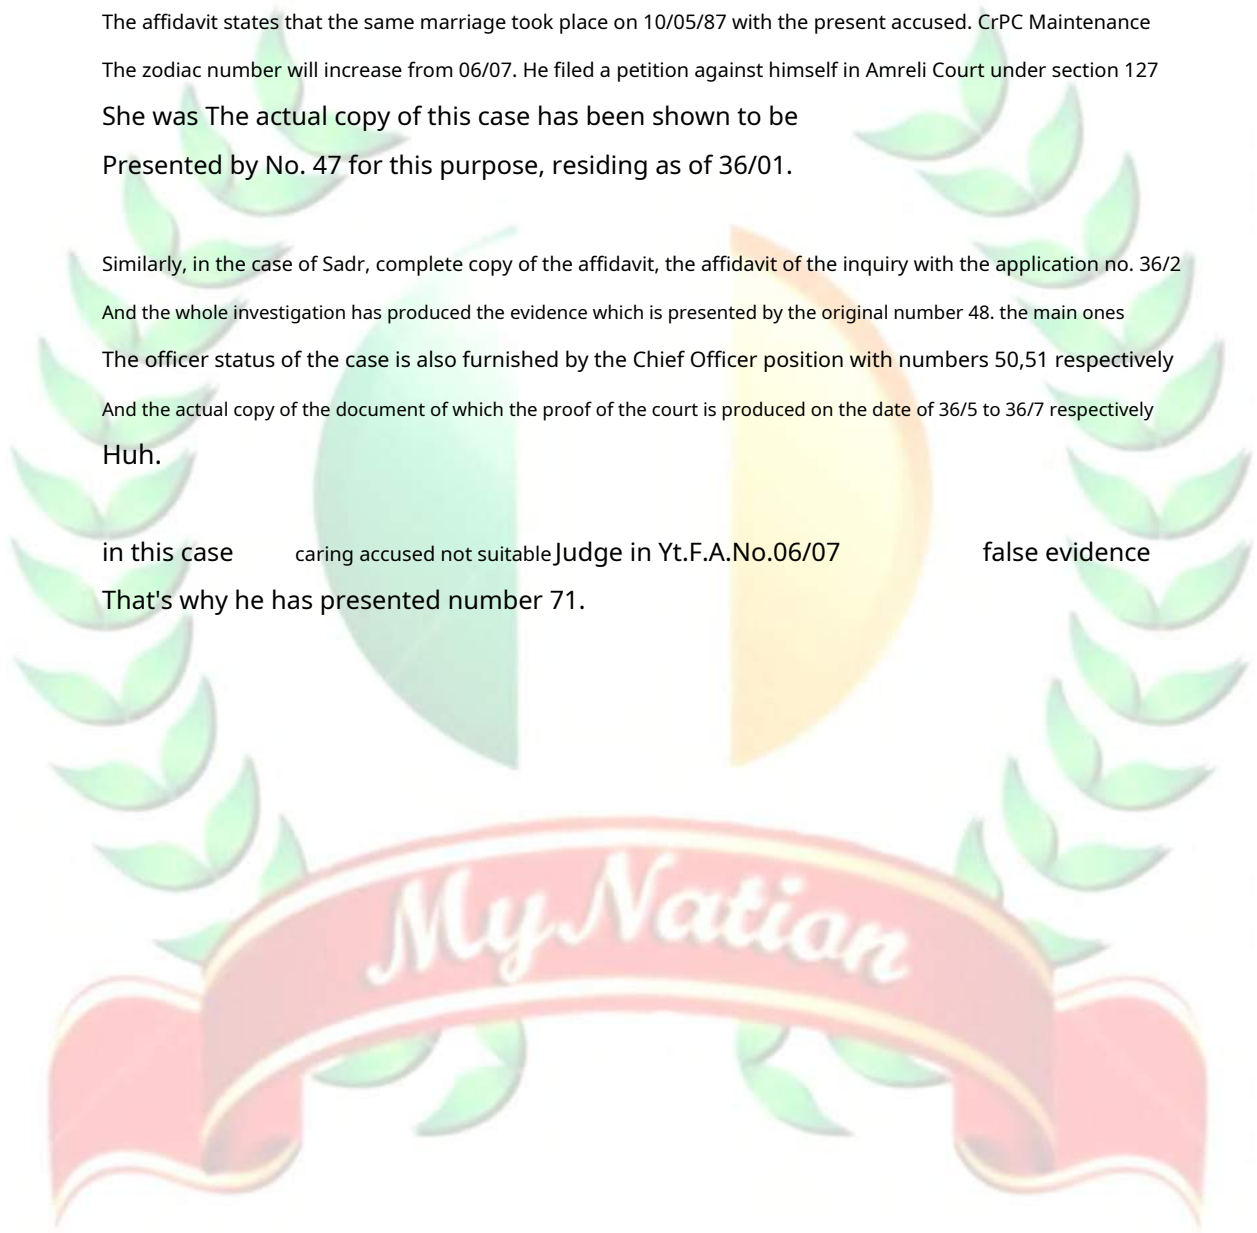 The affidavit states that the same marriage took place on 10/05/87 with the present accused. CrPC Maintenance
The zodiac number will increase from 06/07. He filed a petition against himself in Amreli Court under section 127
She was The actual copy of this case has been shown to be
Presented by No. 47 for this purpose, residing as of 36/01.
Similarly, in the case of Sadr, complete copy of the affidavit, the affidavit of the inquiry with the application no. 36/2
And the whole investigation has produced the evidence which is presented by the original number 48. the main ones
The officer status of the case is also furnished by the Chief Officer position with numbers 50,51 respectively
And the actual copy of the document of which the proof of the court is produced on the date of 36/5 to 36/7 respectively
Huh.
in this case caring accused not suitable Judge in Yt.F.A.No.06/07 false evidence
That's why he has presented number 71.
MyNation